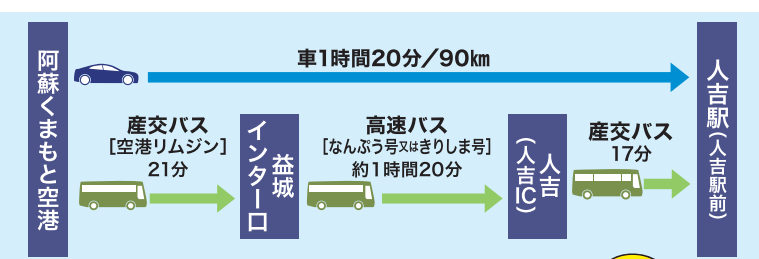 阿蘇くまもと空港
車1時間20分／90㎞
産交バス
[空港リムジン]
21分
益城
インター口
高速バス
[なんぷう号又はきりしま号]
約1時間20分
人吉
(人吉IC)
産交バス
17分
人吉駅(人吉駅前)